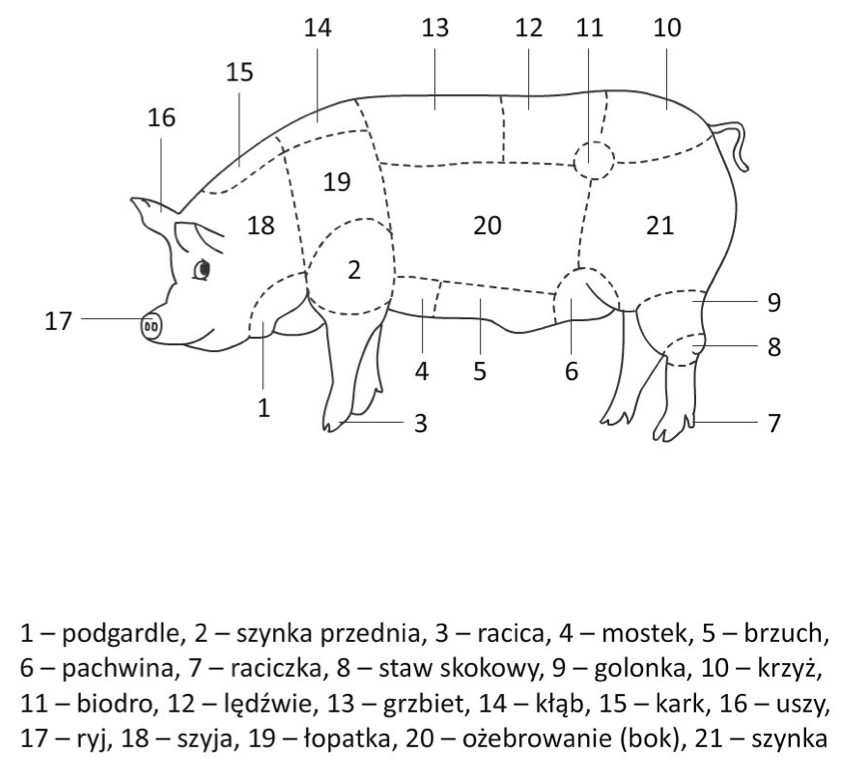 14 13 12 11 10
15
16
19
18 20 21
2
17 9
8
4 5 6
1 3 7
1 – podgardle, 2 – szynka przednia, 3 – racica, 4 – mostek, 5 – brzuch,
6 – pachwina, 7 – raciczka, 8 – staw skokowy, 9 – golonka, 10 – krzyż,
11 – biodro, 12 – lędźwie, 13 – grzbiet, 14 – kłąb, 15 – kark, 16 – uszy,
17 – ryj, 18 – szyja, 19 – łopatka, 20 – ożebrowanie (bok), 21 – szynka